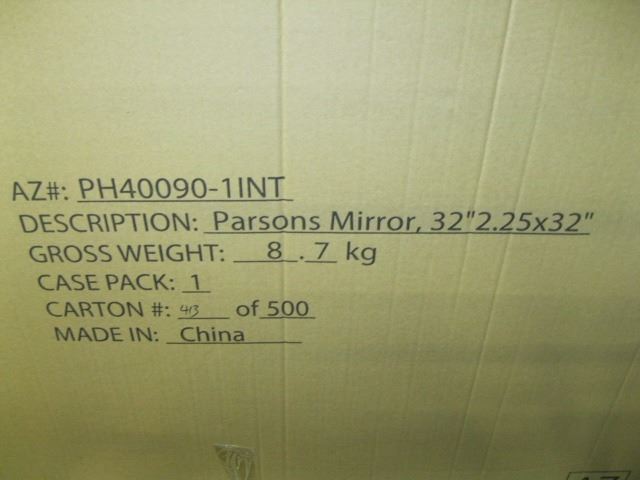 AZ#: PH40090-1INT
DESCRIPTION: Parsons Mirror, 32"2.25x32"
GROSS WEIGHT: 8.7 kg
CASE PACK: 1
CARTON #: 413 of 500
MADE IN: China